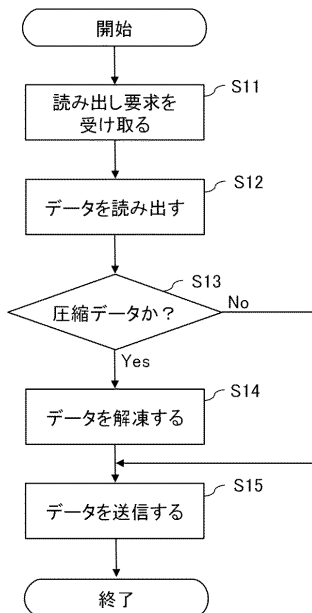 開始
S11
読み出し要求を
受け取る
S12
データを読み出す
S13
圧縮データか？
No
Yes
S14
データを解凍する
S15
データを送信する
終了